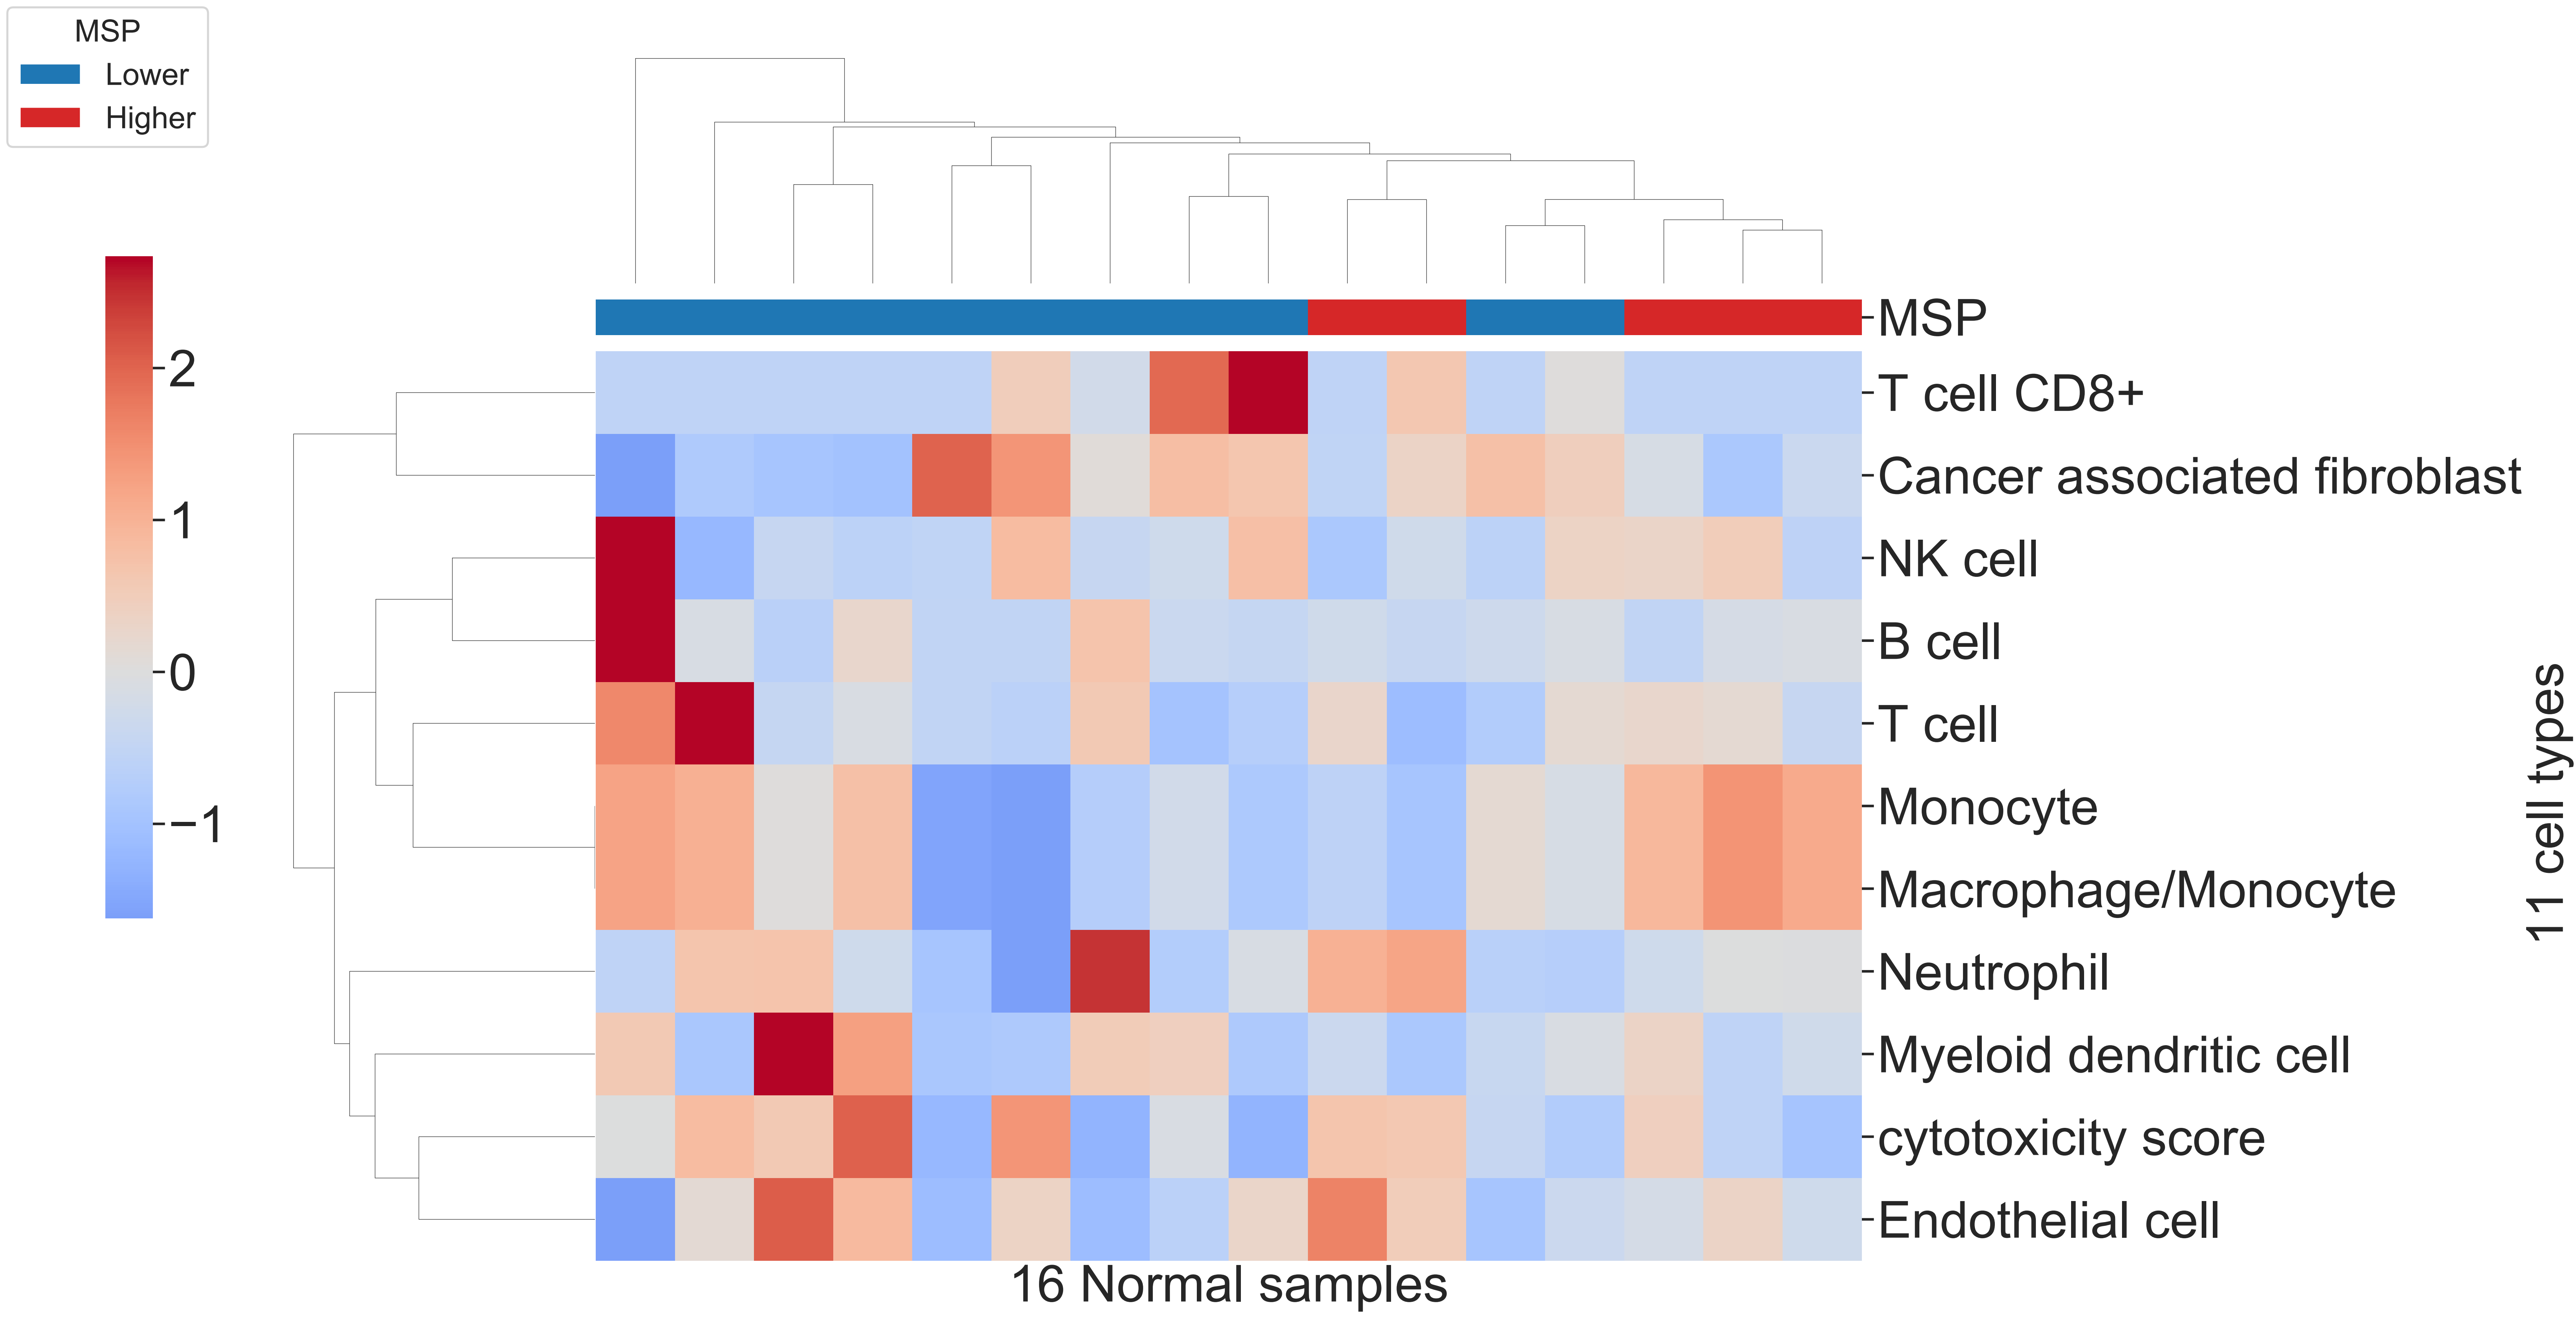 MSP
Lower
Higher
2
1
0
−1
MSP
T cell CD8+
Cancer associated fibroblast
NK cell
B cell
T cell
Monocyte
Macrophage/Monocyte
Neutrophil
Myeloid dendritic cell
cytotoxicity score
Endothelial cell
11 cell types
16 Normal samples